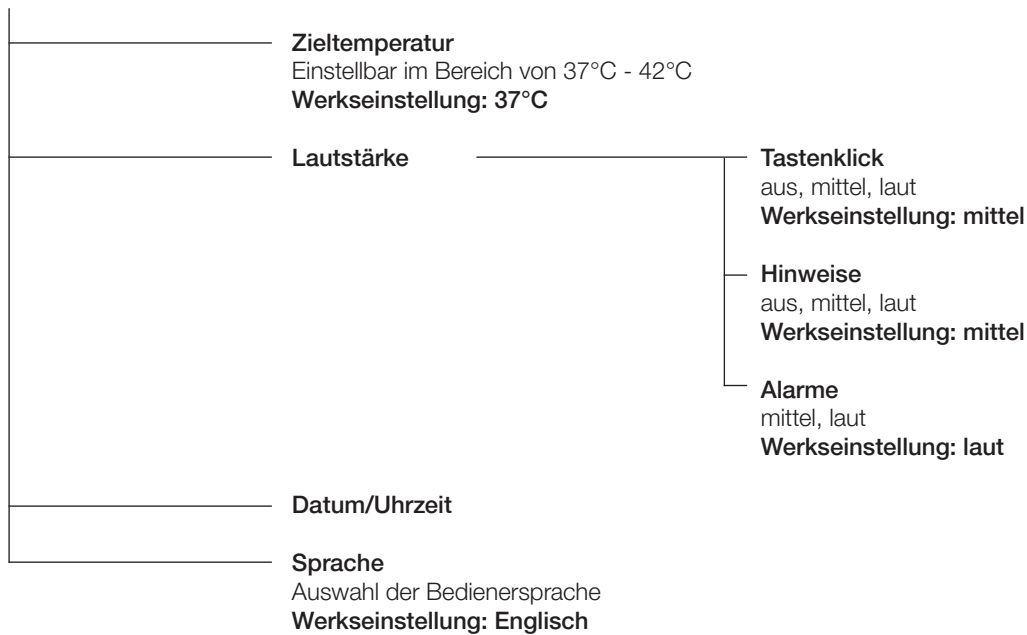 Zieltemperatur
Einstellbar im Bereich von 37°C - 42°C
Werkseinstellung: 37°C
Lautstärke
Tastenklick
aus, mittel, laut
Werkseinstellung: mittel
Hinweise
aus, mittel, laut
Werkseinstellung: mittel
Alarme
mittel, laut
Werkseinstellung: laut
Datum/Uhrzeit
Sprache
Auswahl der Bedienersprache
Werkseinstellung: Englisch